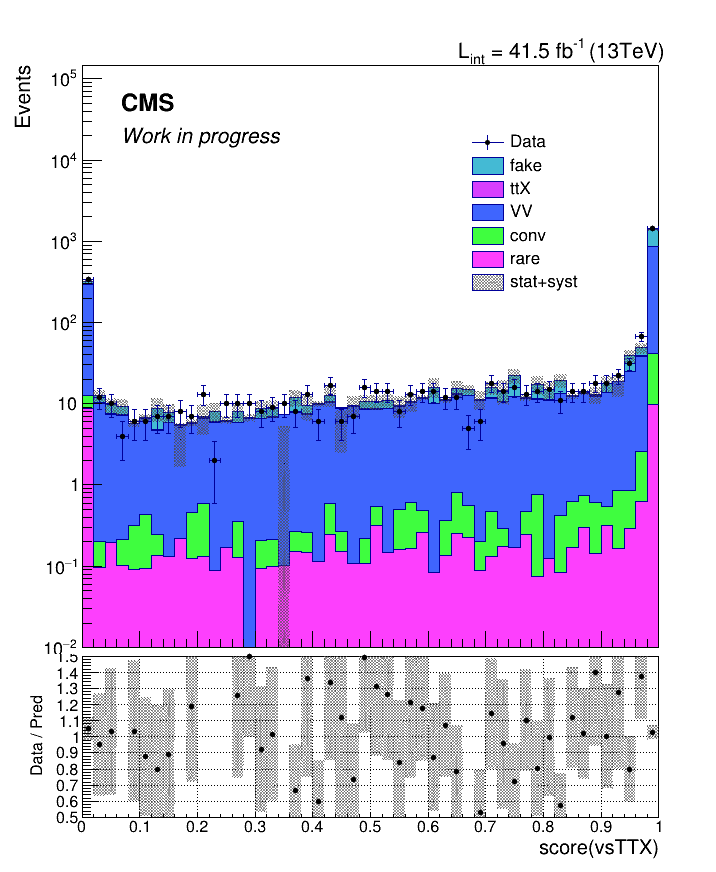 L_int = 41.5 fb^-1 (13TeV)
Events
10^5
CMS
Work in progress
Data
fake
ttX
VV
conv
rare
stat+syst
10^4
10^3
10^2
10
1
10^−1
10^−2
Data / Pred
1.5
1.4
1.3
1.2
1.1
1
0.9
0.8
0.7
0.6
0.5
0 0.1 0.2 0.3 0.4 0.5 0.6 0.7 0.8 0.9 1
score(vsTTX)